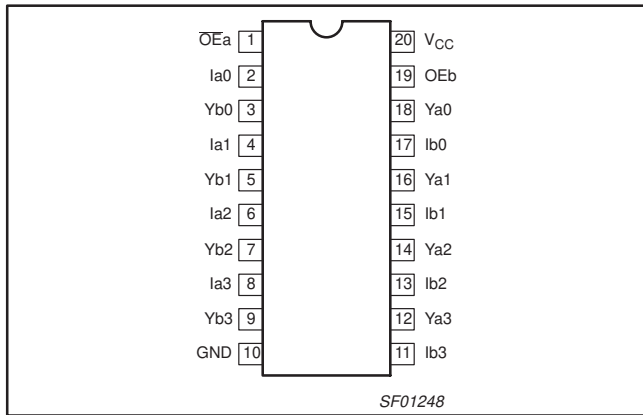 O̅E̅a 1 20 VCC
Ia0 2 19 OEb
Yb0 3 18 Ya0
Ia1 4 17 Ib0
Yb1 5 16 Ya1
Ia2 6 15 Ib1
Yb2 7 14 Ya2
Ia3 8 13 Ib2
Yb3 9 12 Ya3
GND 10 11 Ib3
SF01248